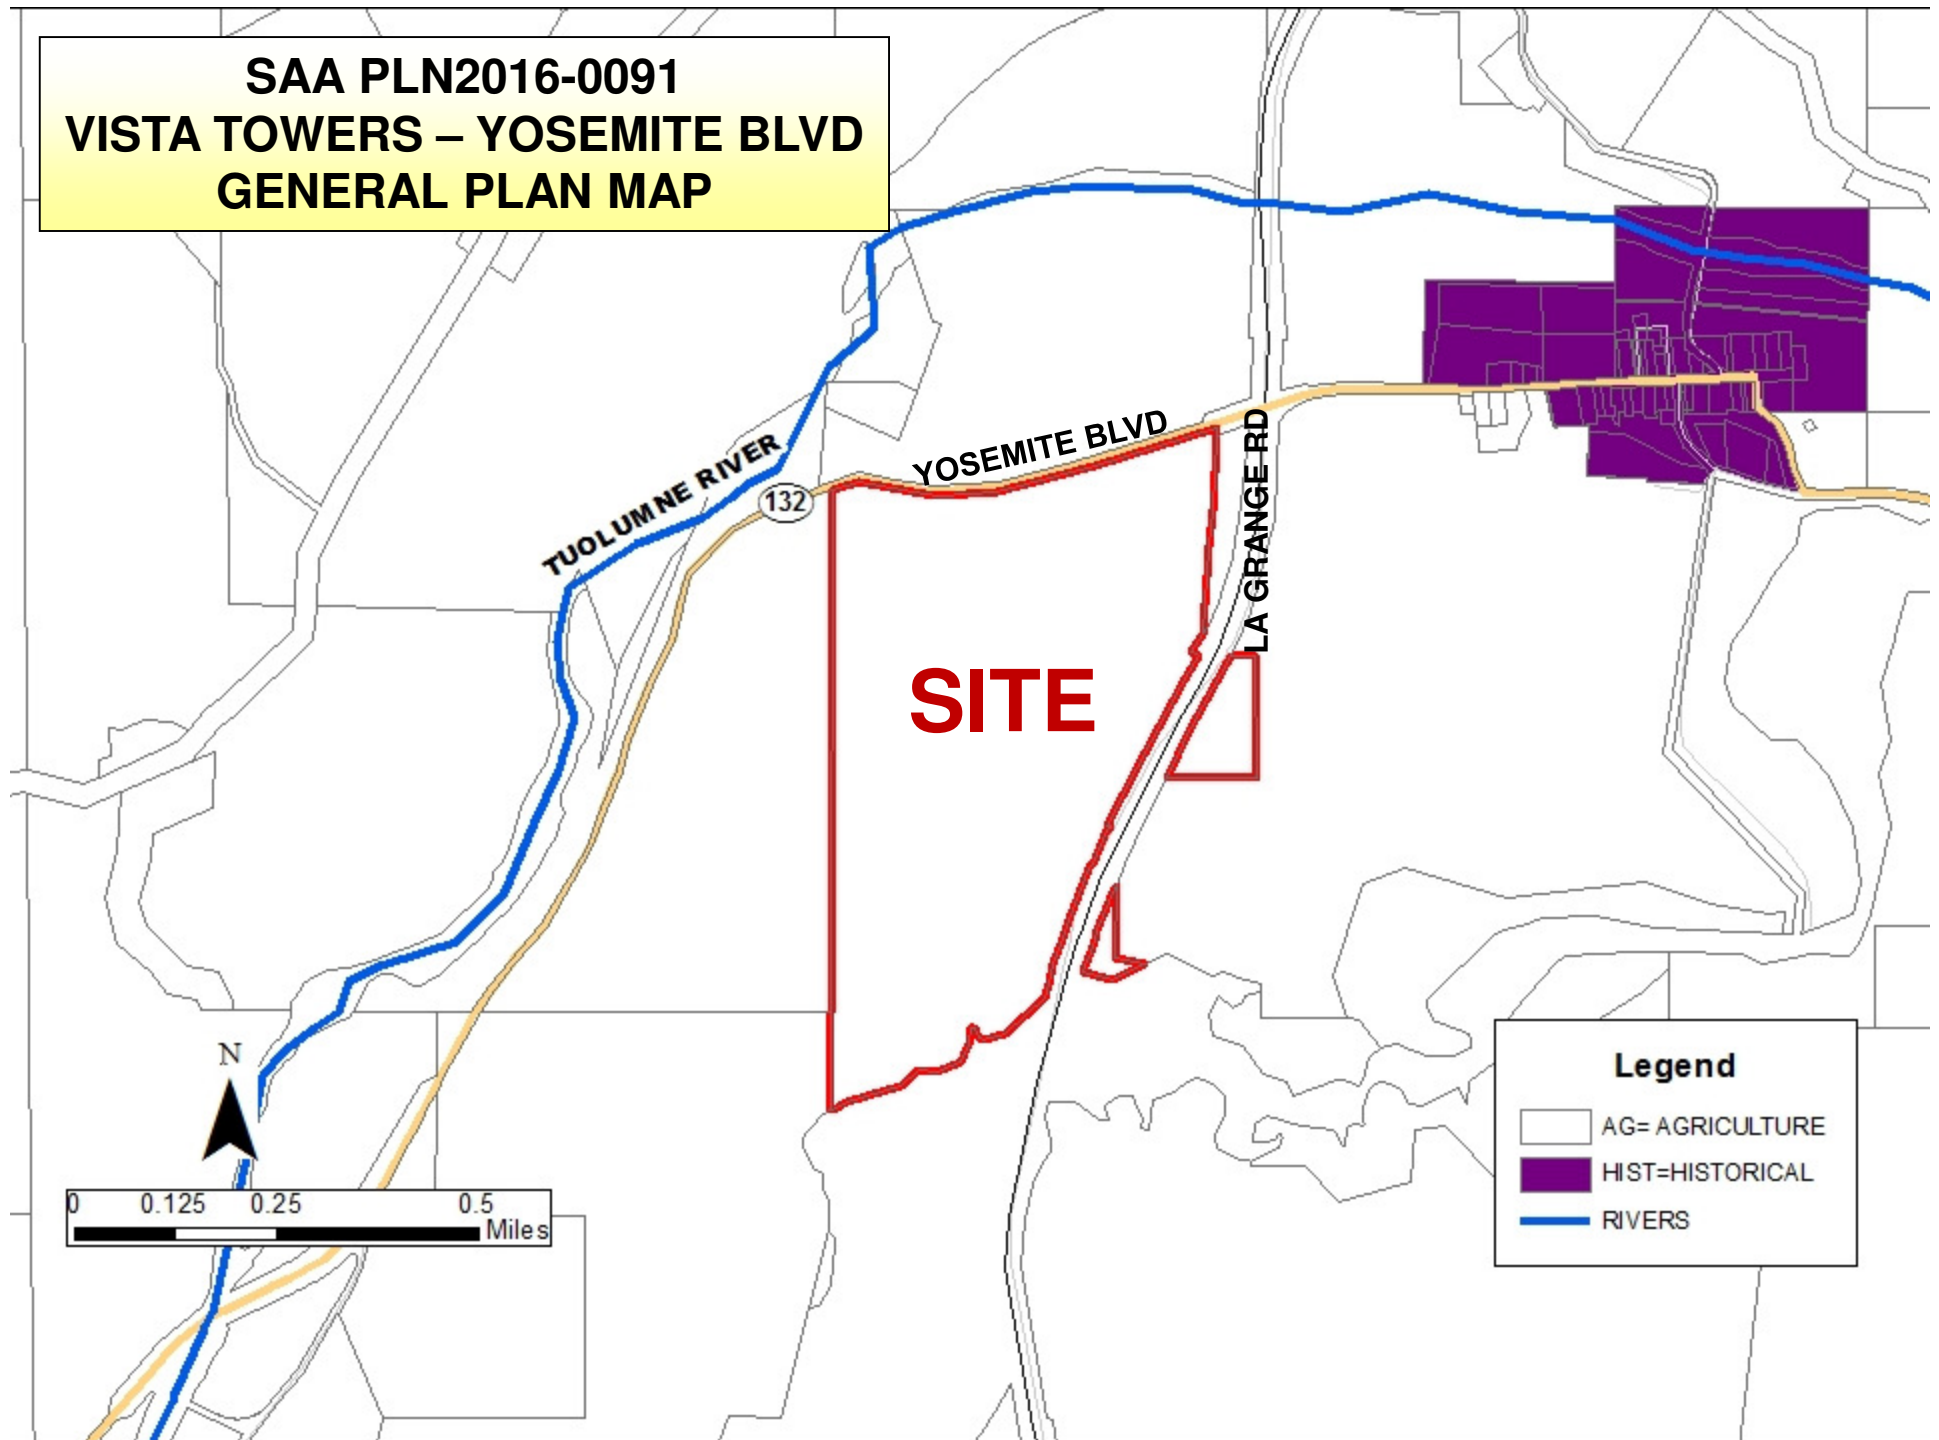 SAA PLN2016-0091
VISTA TOWERS – YOSEMITE BLVD
GENERAL PLAN MAP
YOSEMITE BLVD
LA GRANGE RD
TUOLUMNE RIVER
132
SITE
N
0 0.125 0.25 0.5
Miles
Legend
AG= AGRICULTURE
HIST=HISTORICAL
RIVERS